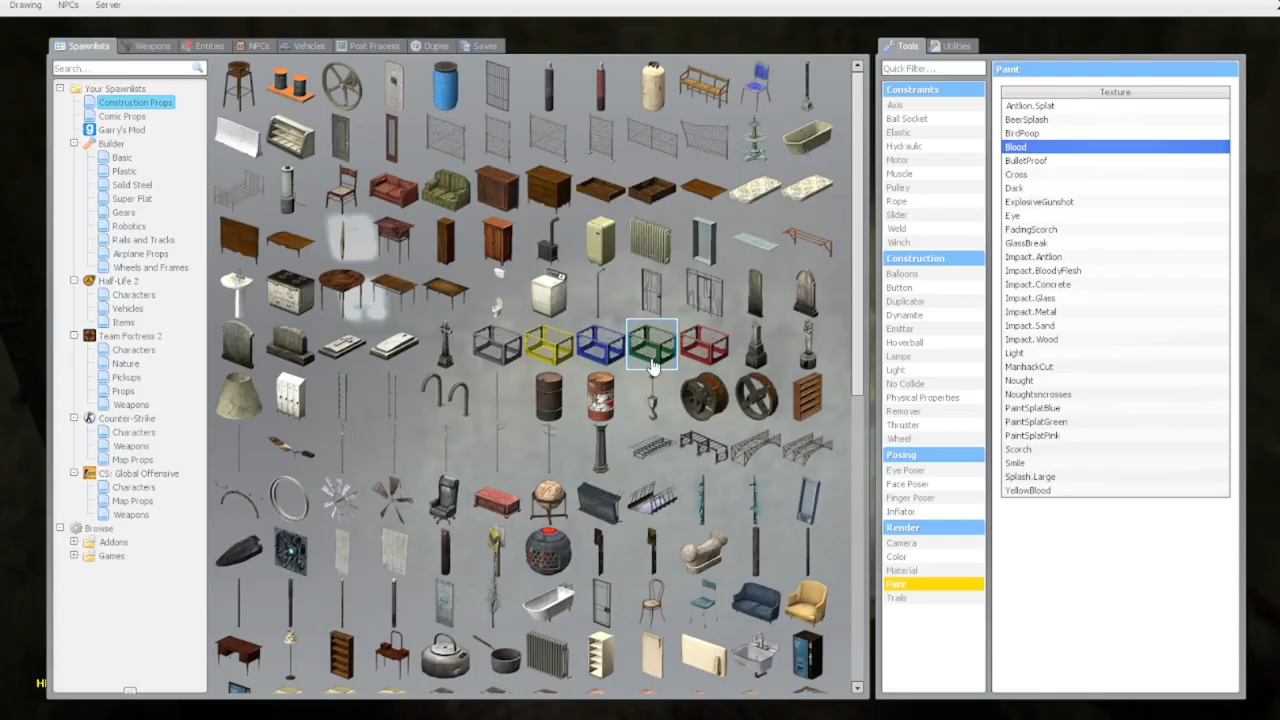 Drawing NPCs Server
Spawnlists Weapons Entities NPCs Vehicles Post Process Dupes Saves
Search...
Your Spawnlists
Construction Props
Comic Props
Garry's Mod
Builder
Basic
Plastic
Solid Steel
Super Flat
Gears
Robotics
Rails and Tracks
Airplane Props
Wheels and Frames
Half-Life 2
Characters
Vehicles
Items
Team Fortress 2
Characters
Nature
Pickups
Props
Weapons
Counter-Strike
Characters
Weapons
Map Props
CS: Global Offensive
Characters
Map Props
Weapons
Browse
Addons
Games
Tools Utilities
Quick Filter...
Constraints
Axis
Ball Socket
Elastic
Hydraulic
Motor
Muscle
Pulley
Rope
Slider
Weld
Winch
Construction
Balloons
Button
Duplicator
Dynamite
Emitter
Hoverball
Lamps
Light
No Collide
Physical Properties
Remover
Thruster
Wheel
Posing
Eye Poser
Face Poser
Finger Poser
Inflator
Render
Camera
Color
Material
Paint
Trails
Paint
Texture
Antlion.Splat
BeerSplash
BirdPoop
Blood
BulletProof
Cross
Dark
ExplosiveGunshot
Eye
FadingScorch
GlassBreak
Impact.Antlion
Impact.BloodyFlesh
Impact.Concrete
Impact.Glass
Impact.Metal
Impact.Sand
Impact.Wood
Light
ManhackCut
Nought
Noughtsncrosses
PaintSplatBlue
PaintSplatGreen
PaintSplatPink
Scorch
Smile
Splash.Large
YellowBlood